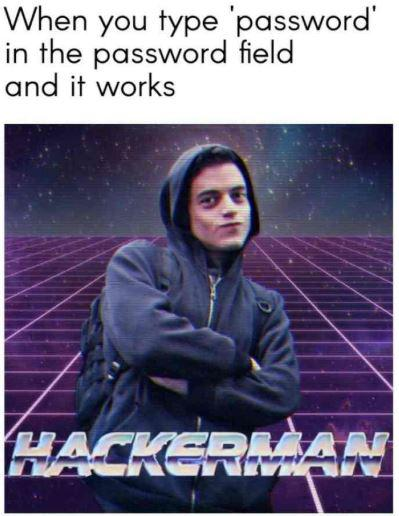 When you type 'password'
in the password field
and it works
HACKERMAN